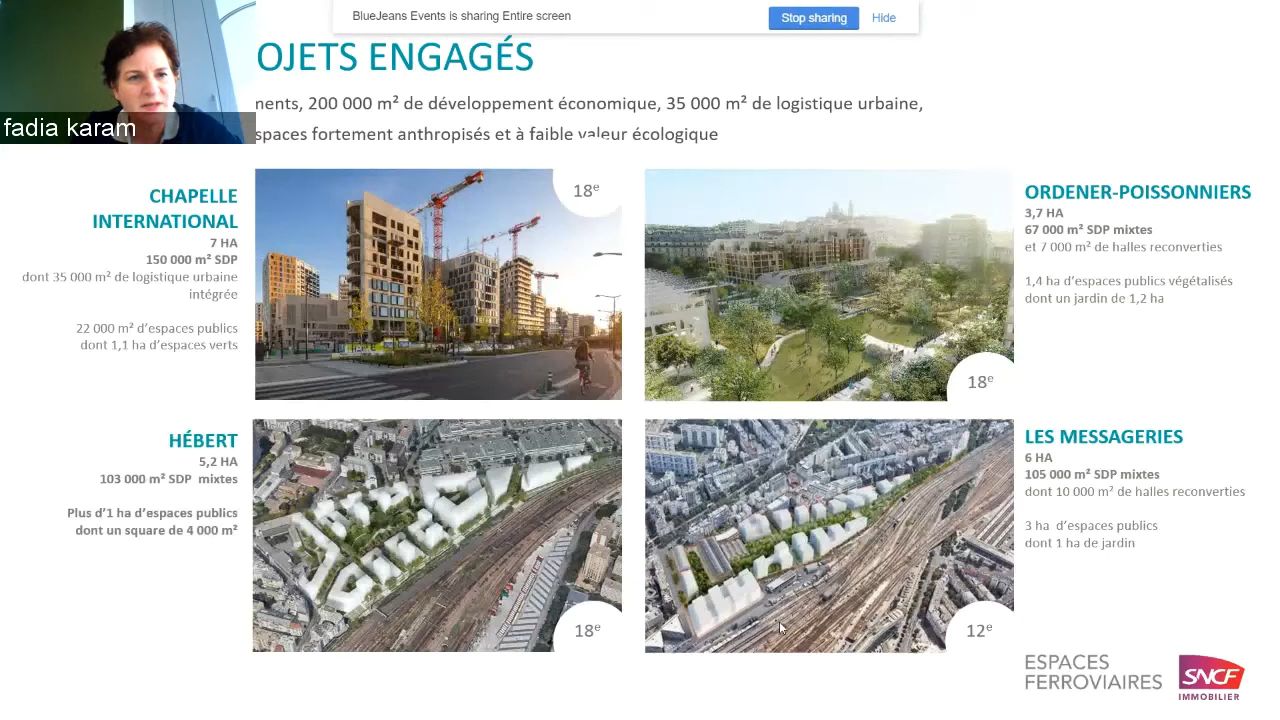 BlueJeans Events is sharing Entire screen
Stop sharing
Hide
OJETS ENGAGÉS
200 000 m² de développement économique, 35 000 m² de logistique urbaine,
spaces fortement anthropisés et à faible valeur écologique
fadia karam
CHAPELLE
INTERNATIONAL
7 HA
150 000 m² SDP
dont 35 000 m² de logistique urbaine
intégrée
22 000 m² d'espaces publics
dont 1,1 ha d'espaces verts
18e
18e
ORDENER-POISSONNIERS
3,7 HA
67 000 m² SDP mixtes
et 7 000 m² de halles reconverties
1,4 ha d'espaces publics végétalisés
dont un jardin de 1,2 ha
HÉBERT
5,2 HA
103 000 m² SDP mixtes
Plus d'1 ha d'espaces publics
dont un square de 4 000 m²
18e
12e
LES MESSAGERIES
6 HA
105 000 m² SDP mixtes
dont 10 000 m² de halles reconverties
3 ha d'espaces publics
dont 1 ha de jardin
ESPACES
FERROVIAIRES
SNCF
IMMOBILIER